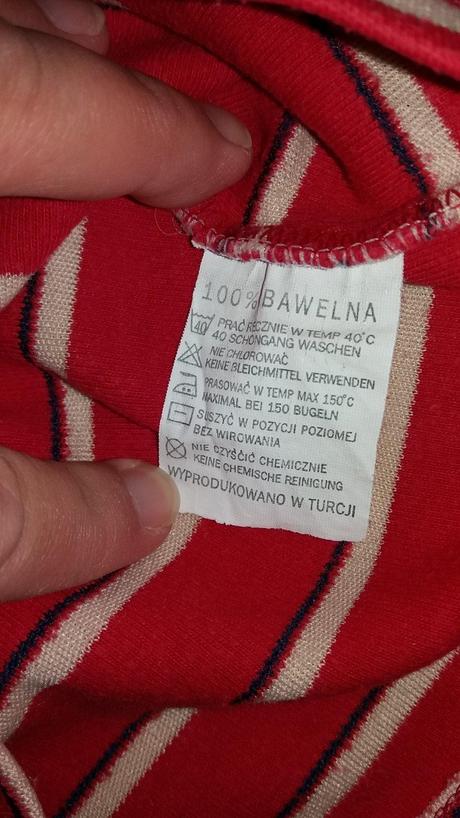 100% BAWELNA
40 PRAĆ RĘCZNIE W TEMP 40°C
40 SCHONGANG WASCHEN
NIE CHLOROWAĆ
KEINE BLEICHMITTEL VERWENDEN
PRASOWAĆ W TEMP MAX 150°C
MAXIMAL BEI 150 BUGELN
SUSZYĆ W POZYCJI POZIOMEJ
BEZ WIROWANIA
NIE CZYŚCIĆ CHEMICZNIE
KEINE CHEMISCHE REINIGUNG
WYPRODUKOWANO W TURCJI